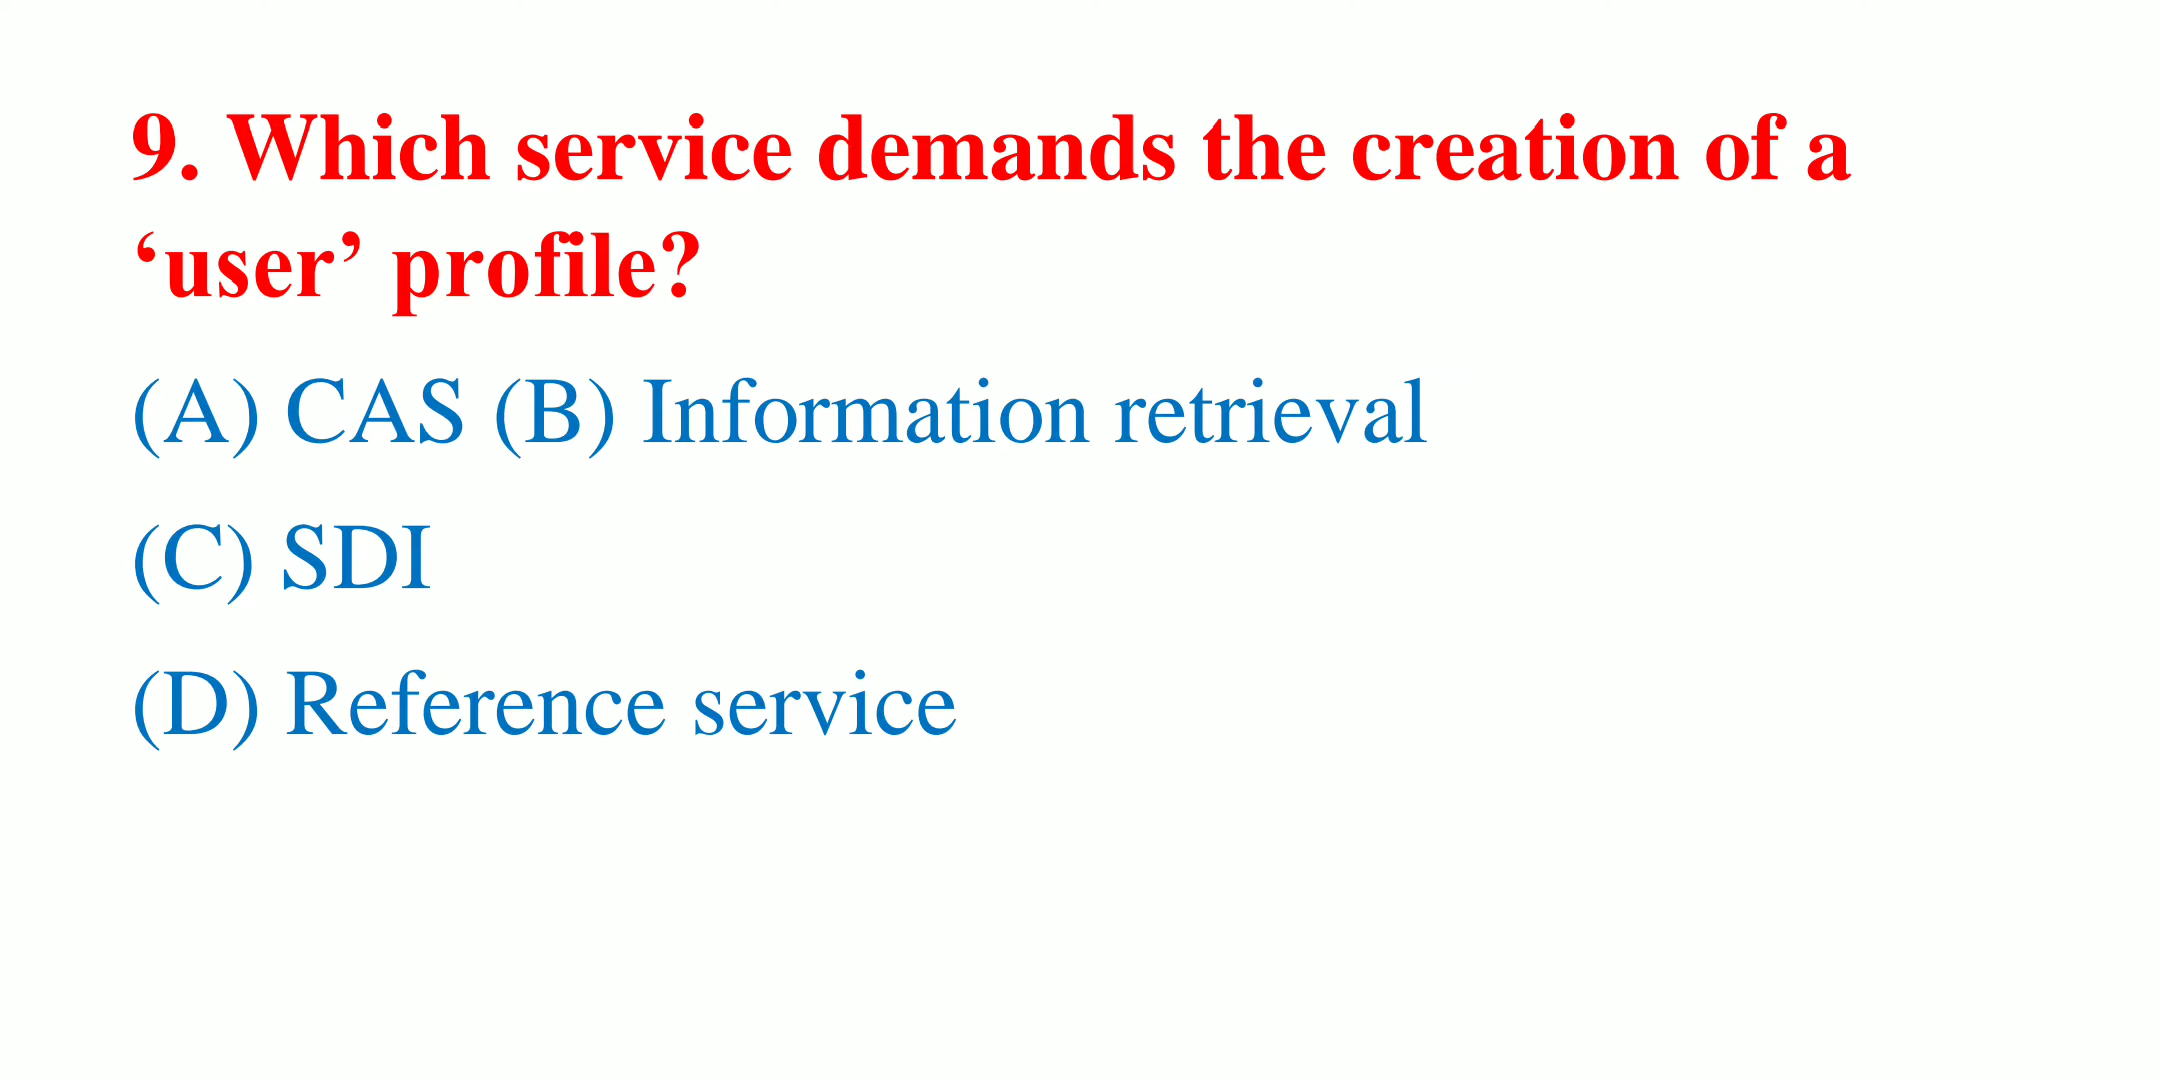 9. Which service demands the creation of a
‘user’ profile?
(A) CAS (B) Information retrieval
(C) SDI
(D) Reference service